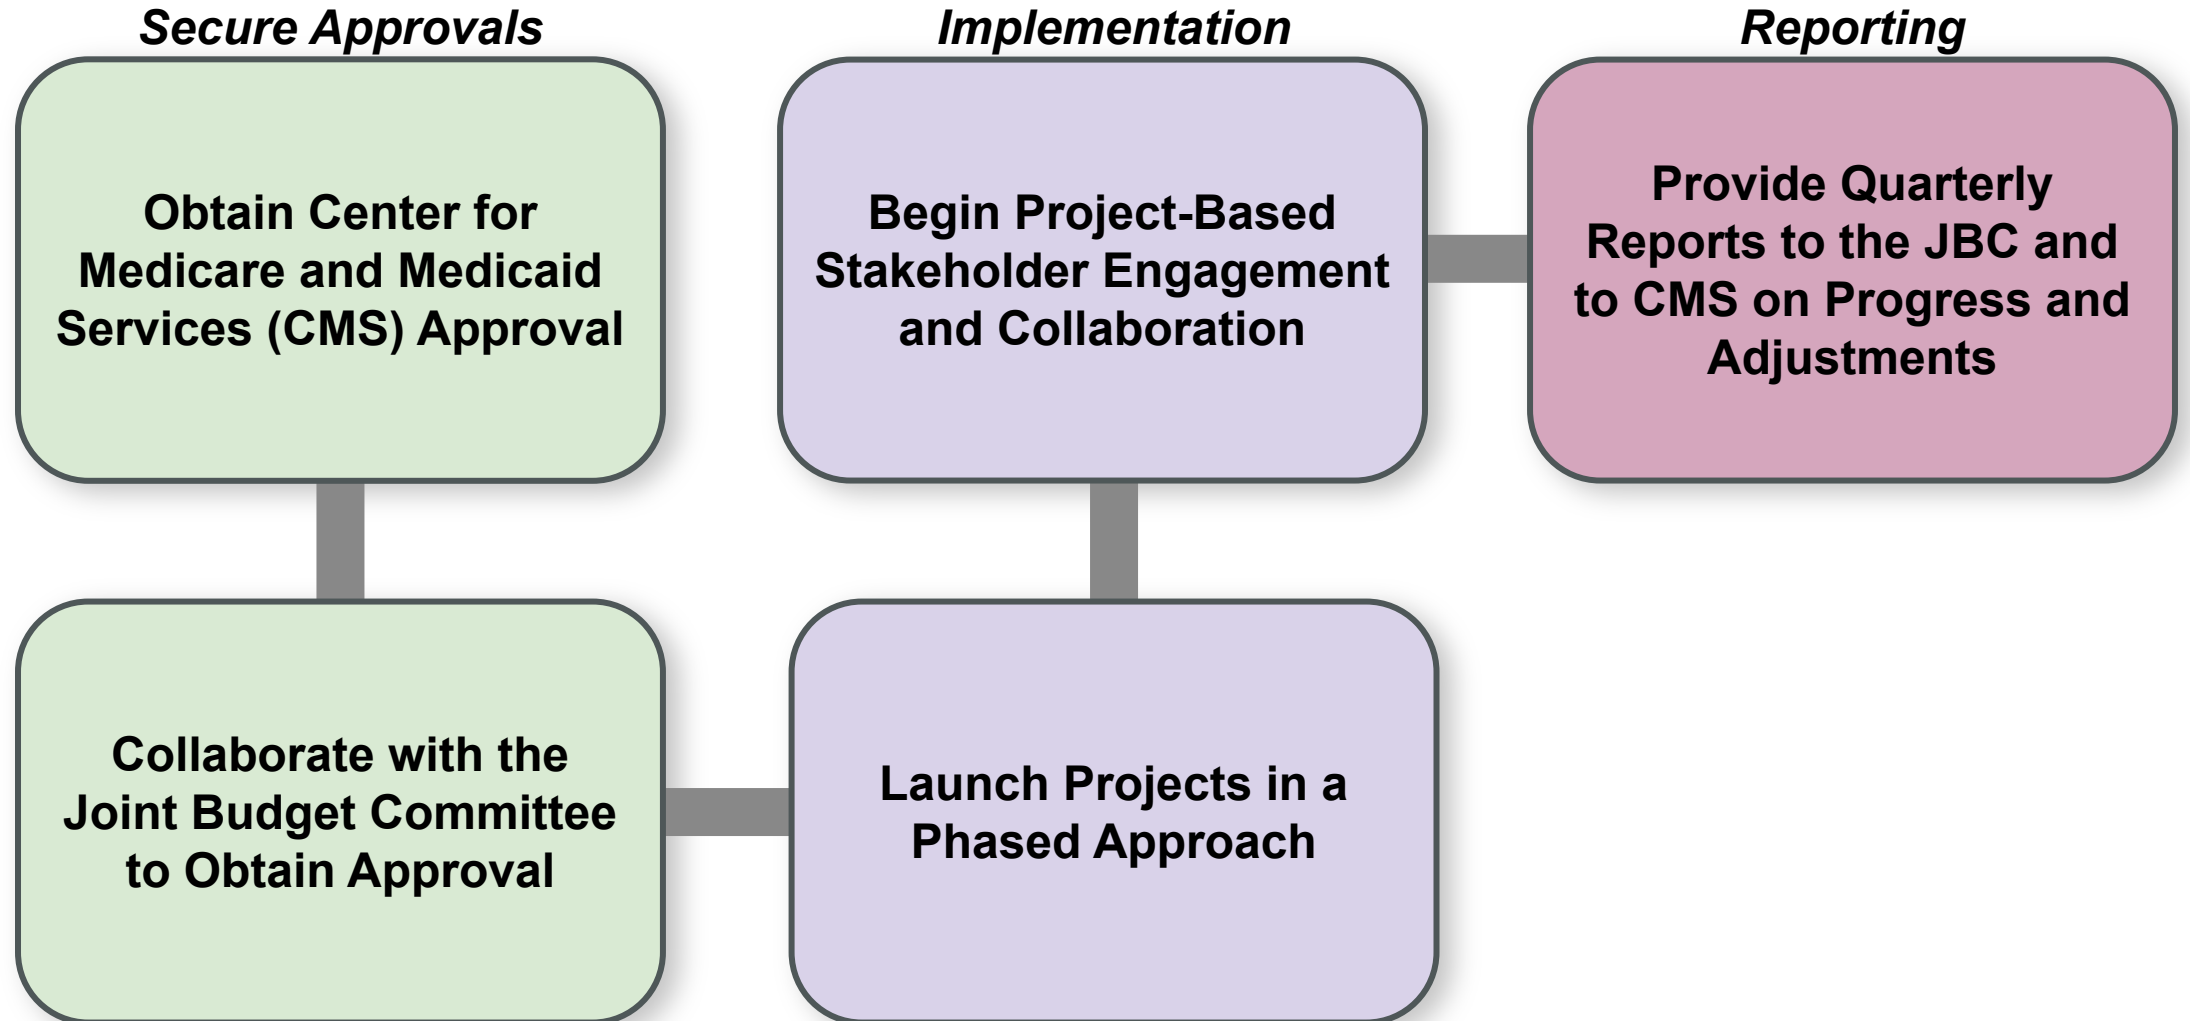 Secure Approvals
Obtain Center for
Medicare and Medicaid
Services (CMS) Approval
Collaborate with the
Joint Budget Committee
to Obtain Approval
Implementation
Begin Project-Based
Stakeholder Engagement
and Collaboration
Launch Projects in a
Phased Approach
Reporting
Provide Quarterly
Reports to the JBC and
to CMS on Progress and
Adjustments